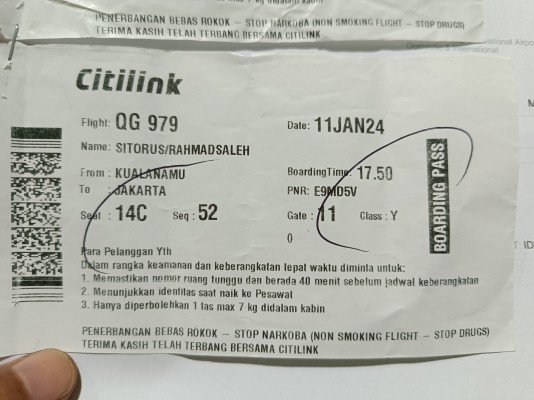 PENERBANGAN BEBAS ROKOK - STOP NARKOBA (NON SMOKING FLIGHT - STOP DRUGS)
TERIMA KASIH TELAH TERBANG BERSAMA CITILINK
Citilink
Flight: QG 979 Date: 11JAN24
Name: SITORUS/RAHMADSALEH
From : KUALANAMU BoardingTime: 17.50
To : JAKARTA PNR: E9MD5V
Seat : 14C Seq : 52 Gate : 11 Class : Y
0
BOARDING PASS
Para Pelanggan Yth
Dalam rangka keamanan dan keberangkatan tepat waktu diminta untuk:
1. Memastikan nomor ruang tunggu dan berada 40 menit sebelum jadwal keberangkatan
2. Menunjukkan identitas saat naik ke Pesawat
3. Hanya diperbolehkan 1 tas max 7 kg didalam kabin
PENERBANGAN BEBAS ROKOK - STOP NARKOBA (NON SMOKING FLIGHT - STOP DRUGS)
TERIMA KASIH TELAH TERBANG BERSAMA CITILINK